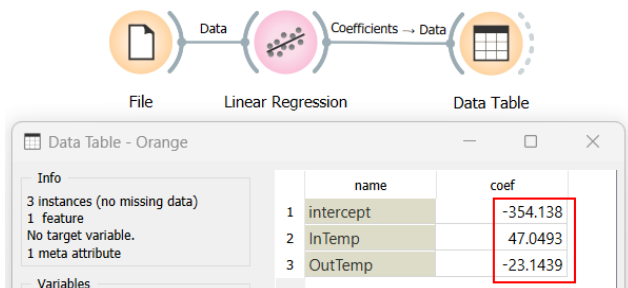 Data
Coefficients → Data
File
Linear Regression
Data Table
Data Table - Orange
Info
3 instances (no missing data)
1 feature
No target variable.
1 meta attribute
Variables
name coef
1 intercept -354.138
2 InTemp 47.0493
3 OutTemp -23.1439